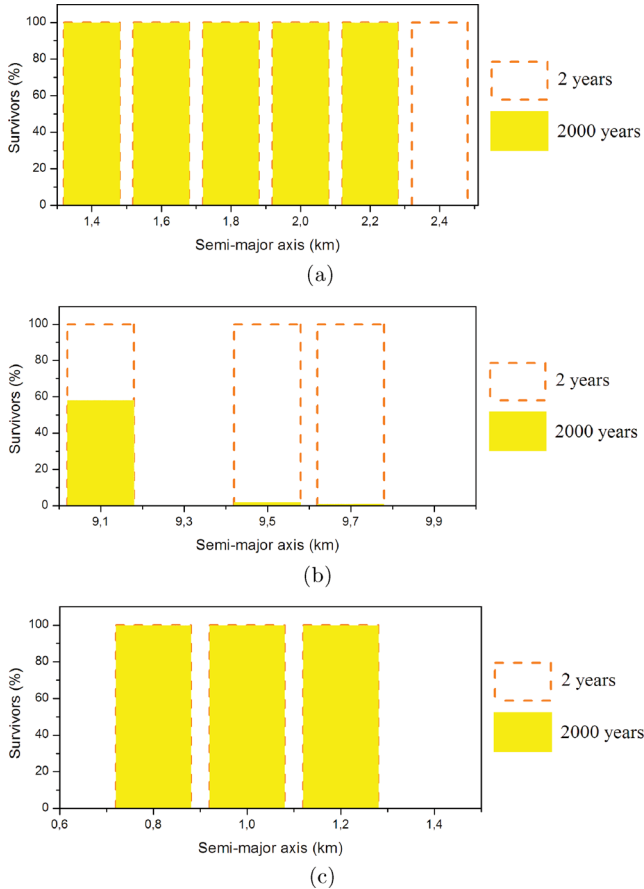 100
80
60
40
20
0
Survivors (%)
1,4 1,6 1,8 2,0 2,2 2,4
Semi-major axis (km)
2 years
2000 years
(a)
100
80
60
40
20
0
Survivors (%)
9,1 9,3 9,5 9,7 9,9
Semi-major axis (km)
2 years
2000 years
(b)
100
80
60
40
20
0
Survivors (%)
0,6 0,8 1,0 1,2 1,4
Semi-major axis (km)
2 years
2000 years
(c)